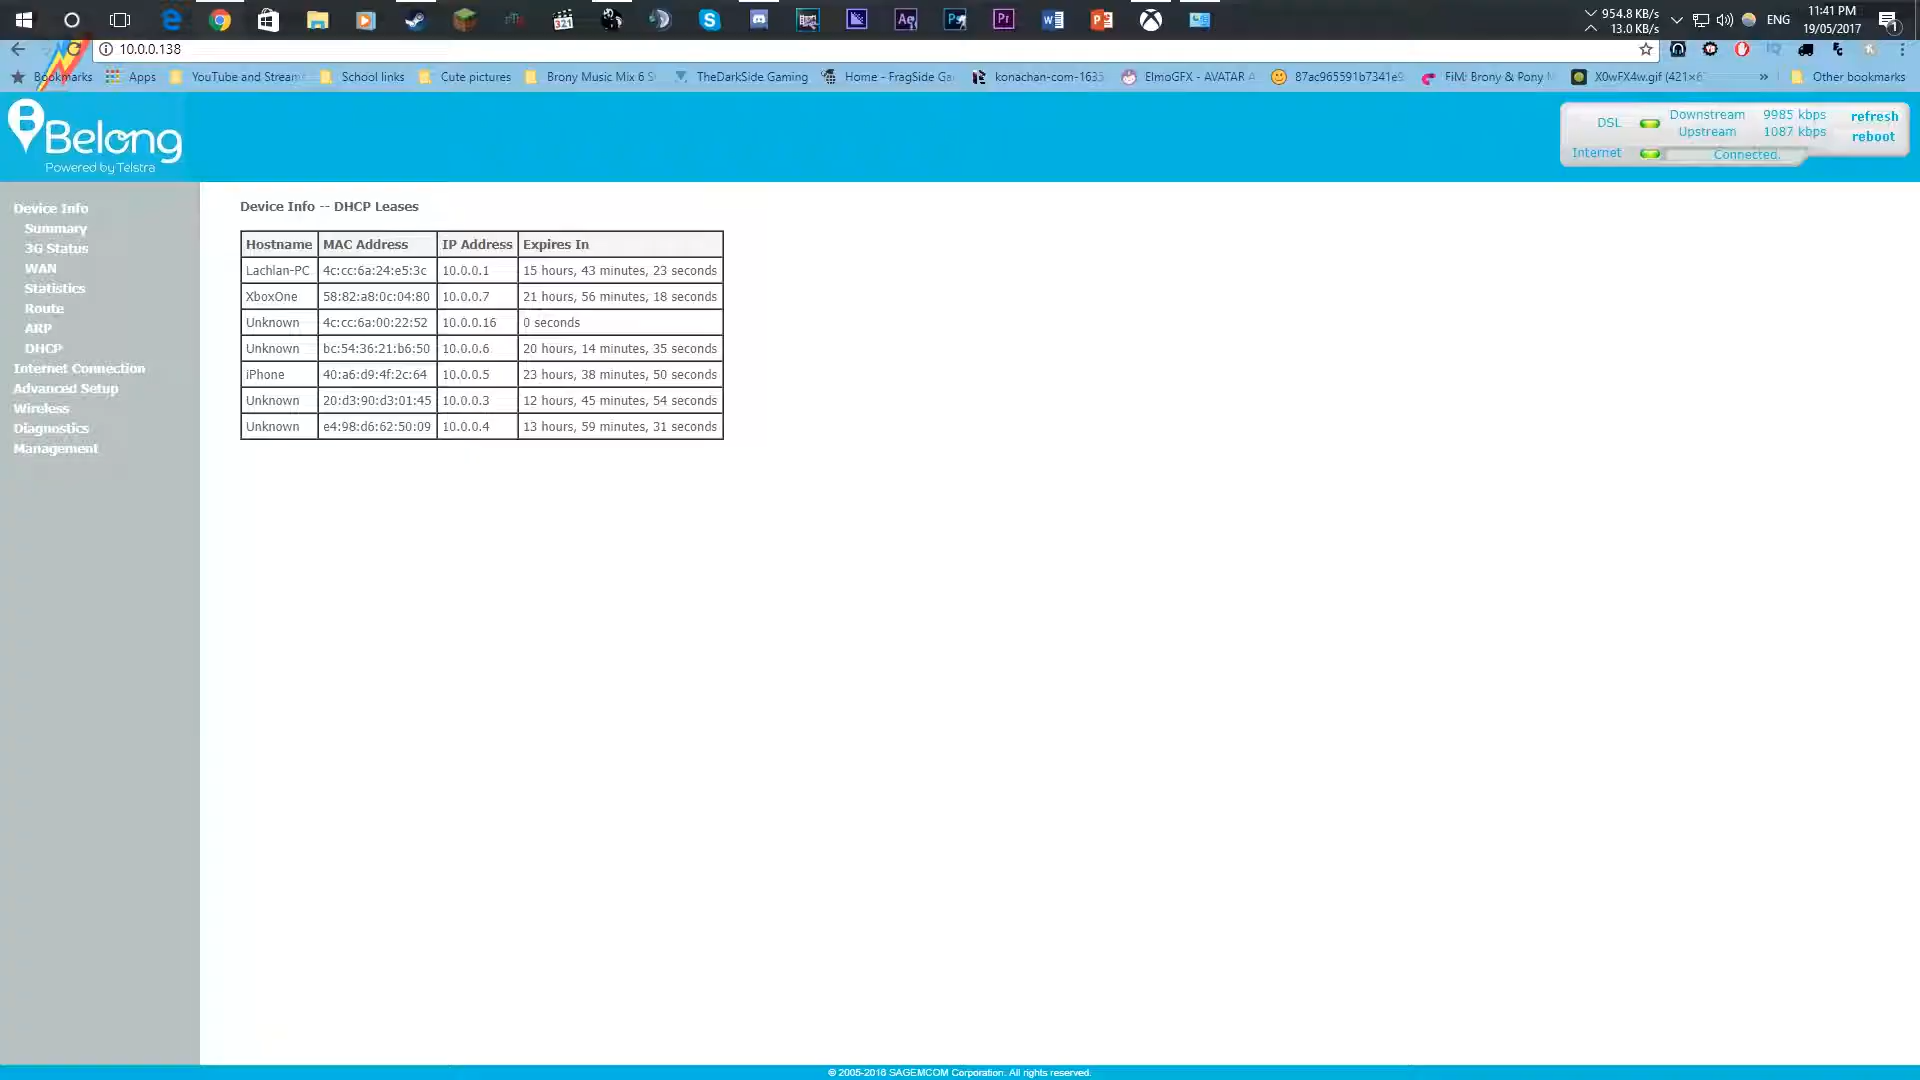 954.8 KB/s
13.0 KB/s
ENG
11:41 PM
19/05/2017
10.0.0.138
Bookmarks Apps YouTube and Stream School links Cute pictures Brony Music Mix 6 S TheDarkSide Gaming Home - FragSide Ga konachan-com-1635 ElmoGFX - AVATAR A 87ac965591b7341e9 FiM: Brony & Pony M X0wFX4w.gif (421×6 » Other bookmarks
Belong
Powered by Telstra
DSL Downstream 9985 kbps refresh
Upstream 1087 kbps reboot
Internet Connected.
Device Info
Summary
3G Status
WAN
Statistics
Route
ARP
DHCP
Internet Connection
Advanced Setup
Wireless
Diagnostics
Management
Device Info -- DHCP Leases
Hostname MAC Address IP Address Expires In
Lachlan-PC 4c:cc:6a:24:e5:3c 10.0.0.1 15 hours, 43 minutes, 23 seconds
XboxOne 58:82:a8:0c:04:80 10.0.0.7 21 hours, 56 minutes, 18 seconds
Unknown 4c:cc:6a:00:22:52 10.0.0.16 0 seconds
Unknown bc:54:36:21:b6:50 10.0.0.6 20 hours, 14 minutes, 35 seconds
iPhone 40:a6:d9:4f:2c:64 10.0.0.5 23 hours, 38 minutes, 50 seconds
Unknown 20:d3:90:d3:01:45 10.0.0.3 12 hours, 45 minutes, 54 seconds
Unknown e4:98:d6:62:50:09 10.0.0.4 13 hours, 59 minutes, 31 seconds
© 2005-2016 SAGEMCOM Corporation. All rights reserved.